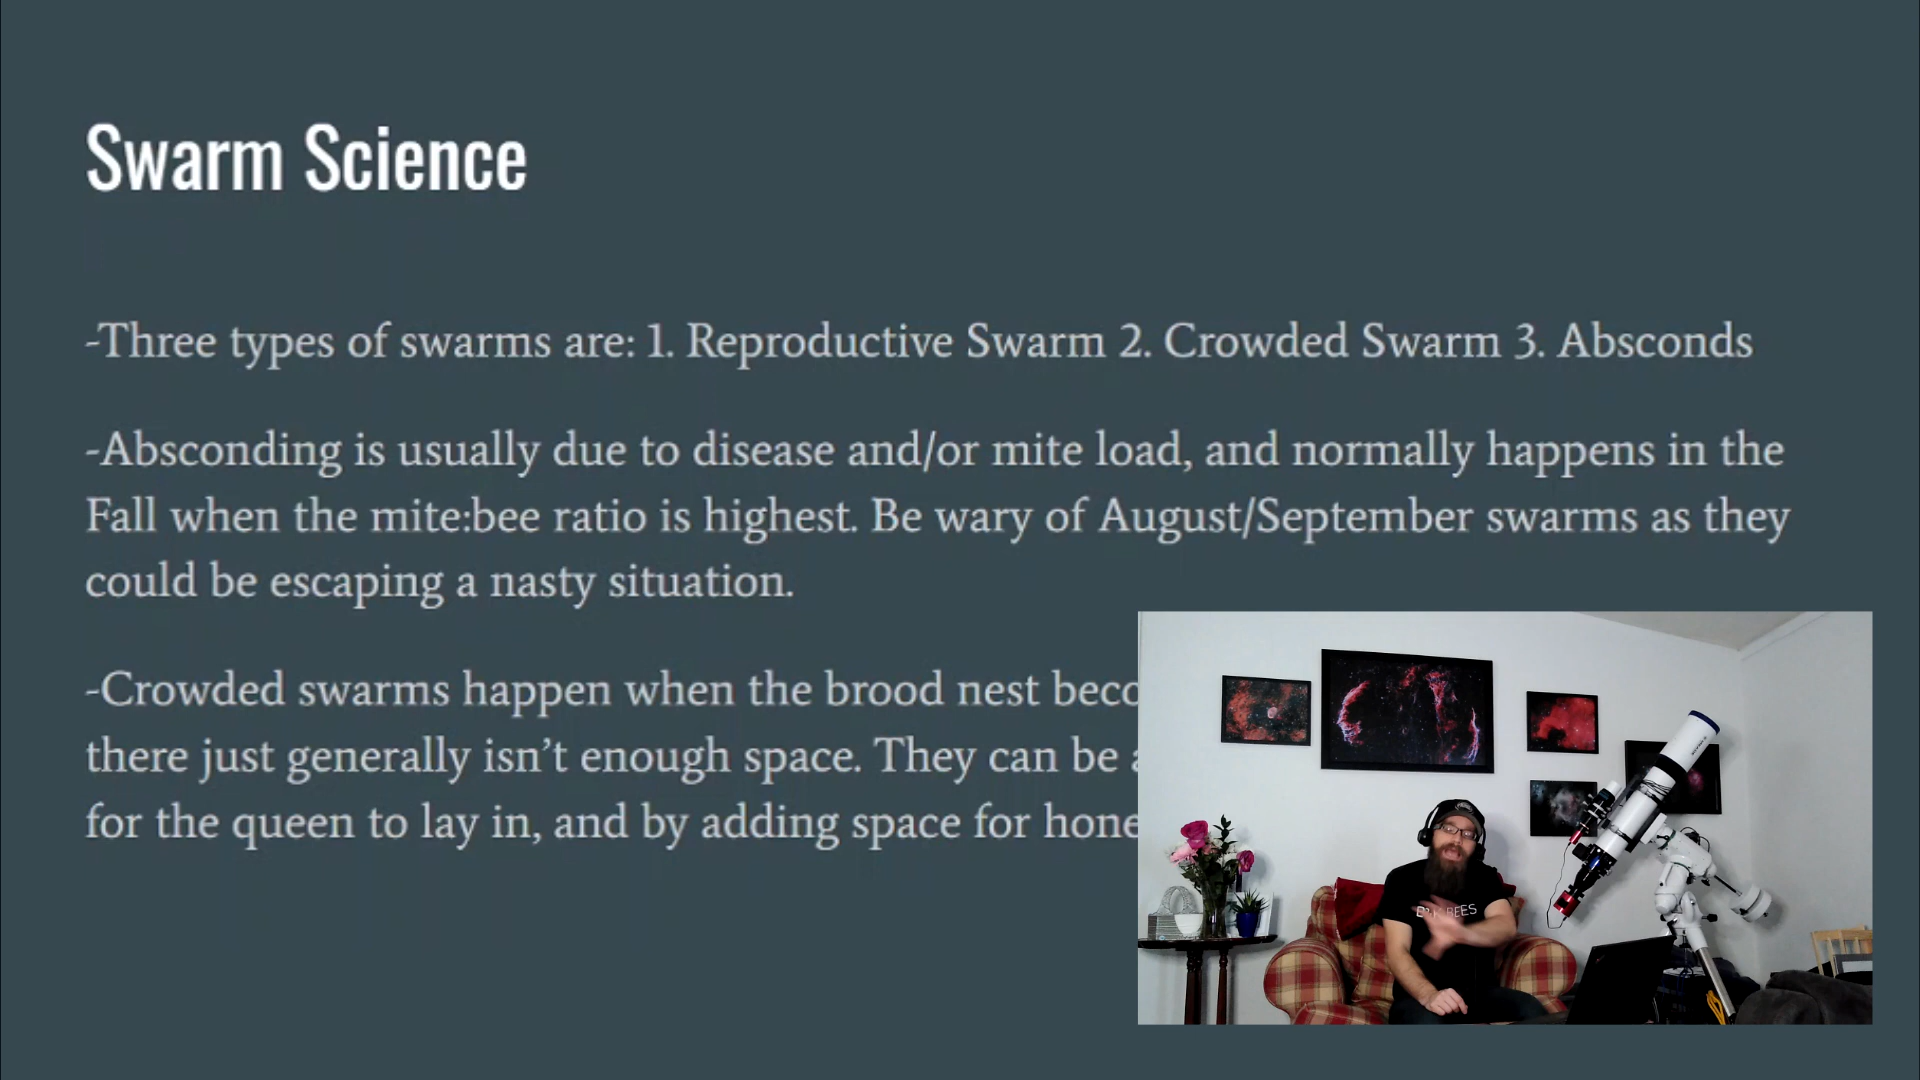 Swarm Science
-Three types of swarms are: 1. Reproductive Swarm 2. Crowded Swarm 3. Absconds
-Absconding is usually due to disease and/or mite load, and normally happens in the
Fall when the mite:bee ratio is highest. Be wary of August/September swarms as they
could be escaping a nasty situation.
-Crowded swarms happen when the brood nest
there just generally isn’t enough space. They can be
for the queen to lay in, and by adding space for
BEES